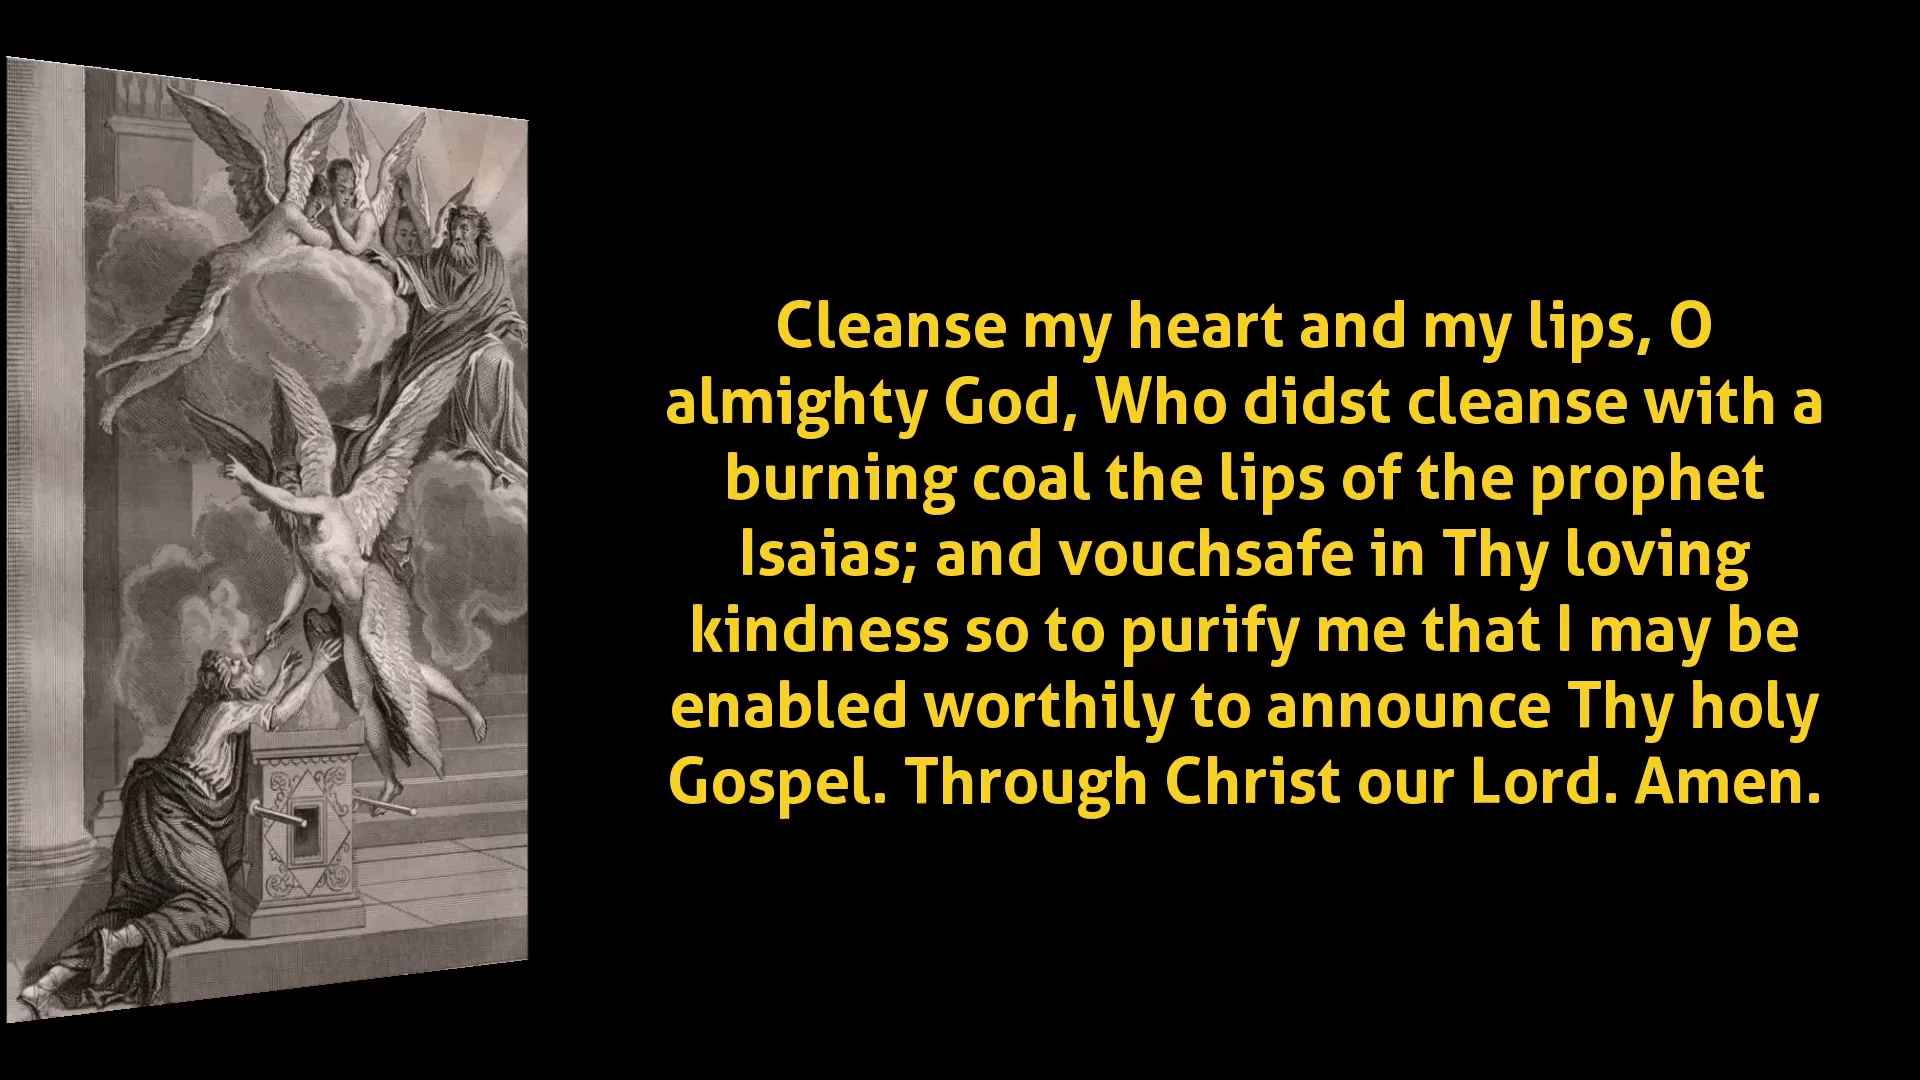 Cleanse my heart and my lips, O
almighty God, Who didst cleanse with a
burning coal the lips of the prophet
Isaias; and vouchsafe in Thy loving
kindness so to purify me that I may be
enabled worthily to announce Thy holy
Gospel. Through Christ our Lord. Amen.